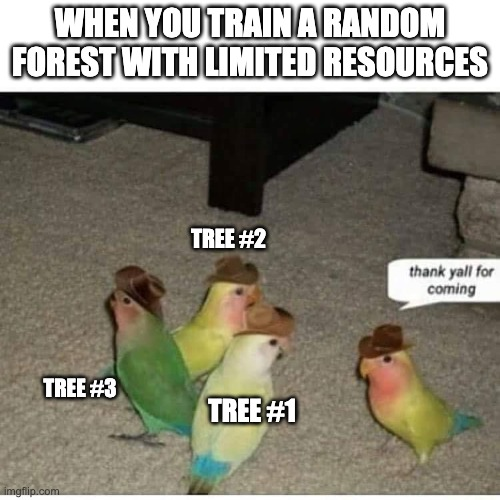 WHEN YOU TRAIN A RANDOM
FOREST WITH LIMITED RESOURCES
TREE #2
thank yall for
coming
TREE #3
TREE #1
imgflip.com